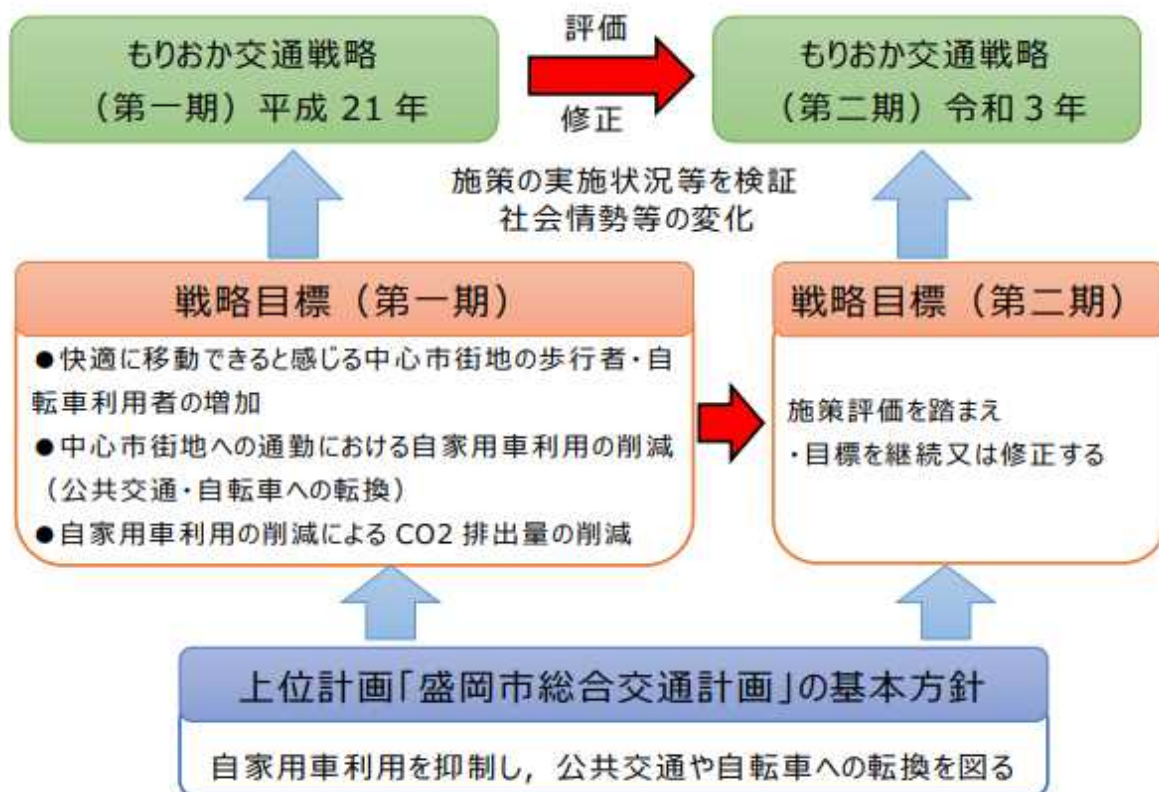 もりおか交通戦略
（第一期）平成 21 年
評価
修正
もりおか交通戦略
（第二期）令和 3 年
施策の実施状況等を検証
社会情勢等の変化
戦略目標（第一期）
●快適に移動できると感じる中心市街地の歩行者・自
転車利用者の増加
●中心市街地への通勤における自家用車利用の削減
（公共交通・自転車への転換）
●自家用車利用の削減による CO2 排出量の削減
戦略目標（第二期）
施策評価を踏まえ
・目標を継続又は修正する
上位計画「盛岡市総合交通計画」の基本方針
自家用車利用を抑制し，公共交通や自転車への転換を図る